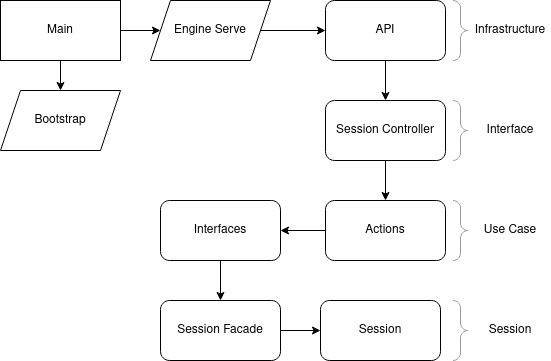 Main
Engine Serve
API
Infrastructure
Bootstrap
Session Controller
Interface
Interfaces
Actions
Use Case
Session Facade
Session
Session